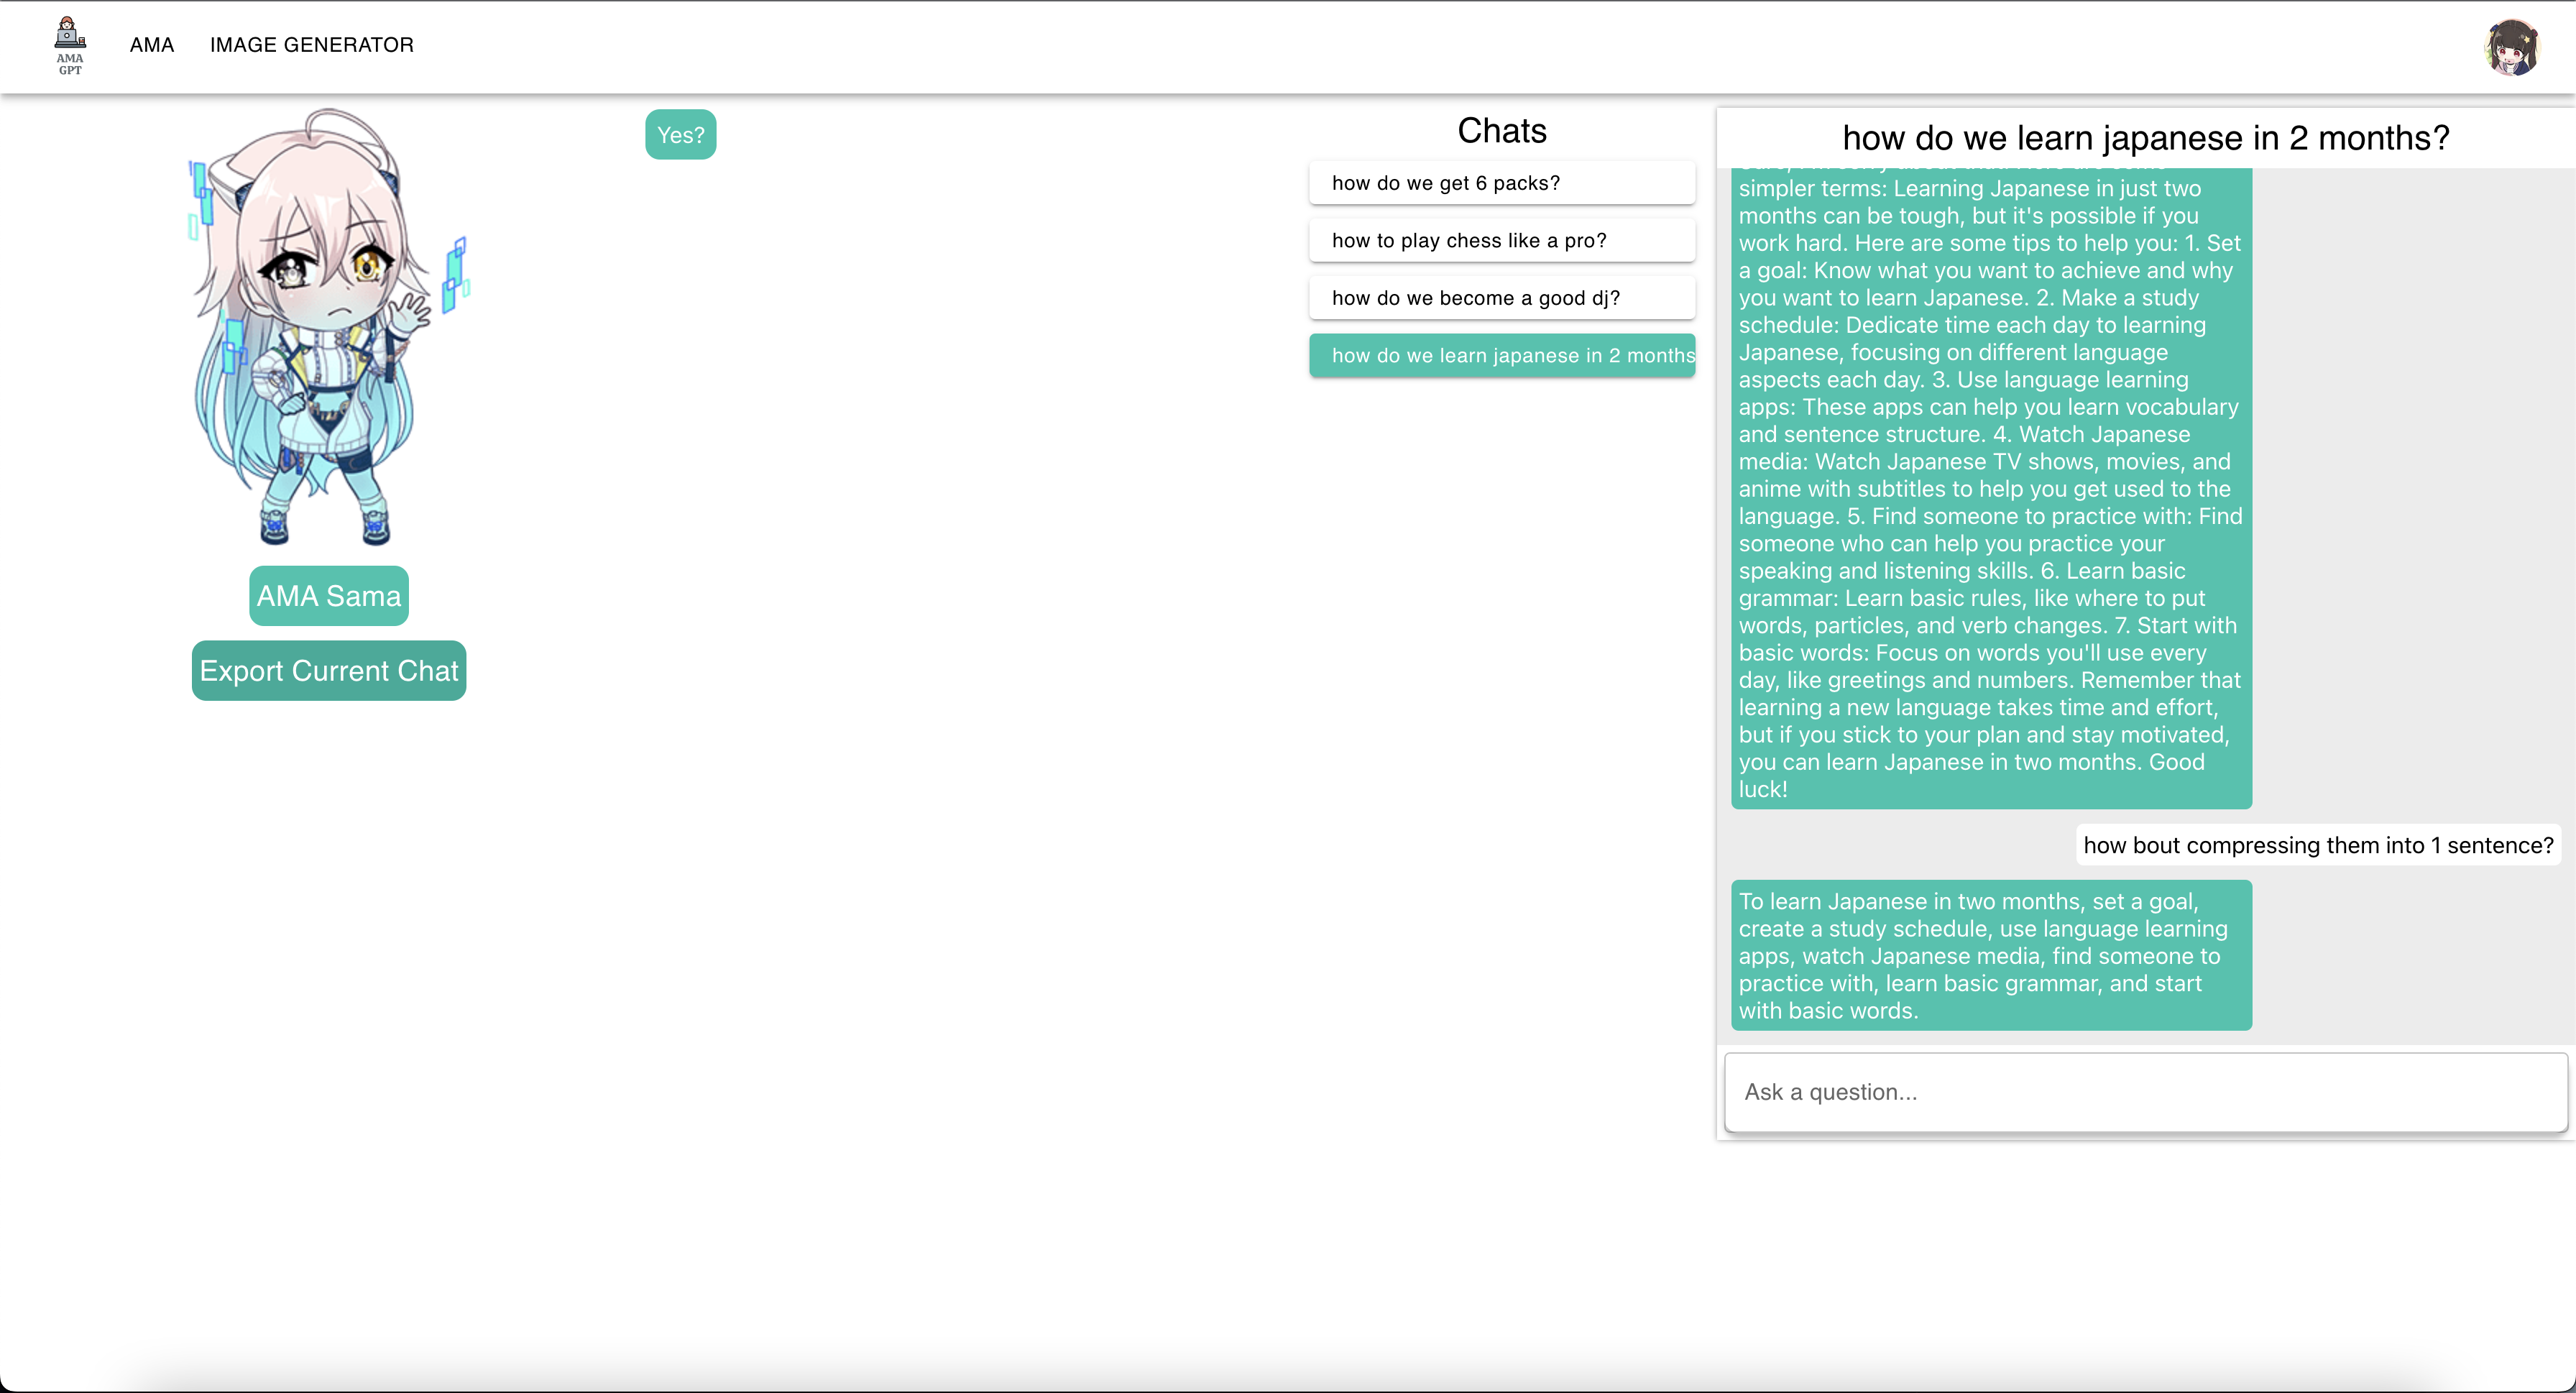 AMA
GPT
AMA
IMAGE GENERATOR
Yes?
AMA Sama
Export Current Chat
Chats
how do we get 6 packs?
how to play chess like a pro?
how do we become a good dj?
how do we learn japanese in 2 months
how do we learn japanese in 2 months?
simpler terms: Learning Japanese in just two
months can be tough, but it's possible if you
work hard. Here are some tips to help you: 1. Set
a goal: Know what you want to achieve and why
you want to learn Japanese. 2. Make a study
schedule: Dedicate time each day to learning
Japanese, focusing on different language
aspects each day. 3. Use language learning
apps: These apps can help you learn vocabulary
and sentence structure. 4. Watch Japanese
media: Watch Japanese TV shows, movies, and
anime with subtitles to help you get used to the
language. 5. Find someone to practice with: Find
someone who can help you practice your
speaking and listening skills. 6. Learn basic
grammar: Learn basic rules, like where to put
words, particles, and verb changes. 7. Start with
basic words: Focus on words you'll use every
day, like greetings and numbers. Remember that
learning a new language takes time and effort,
but if you stick to your plan and stay motivated,
you can learn Japanese in two months. Good
luck!
how bout compressing them into 1 sentence?
To learn Japanese in two months, set a goal,
create a study schedule, use language learning
apps, watch Japanese media, find someone to
practice with, learn basic grammar, and start
with basic words.
Ask a question...